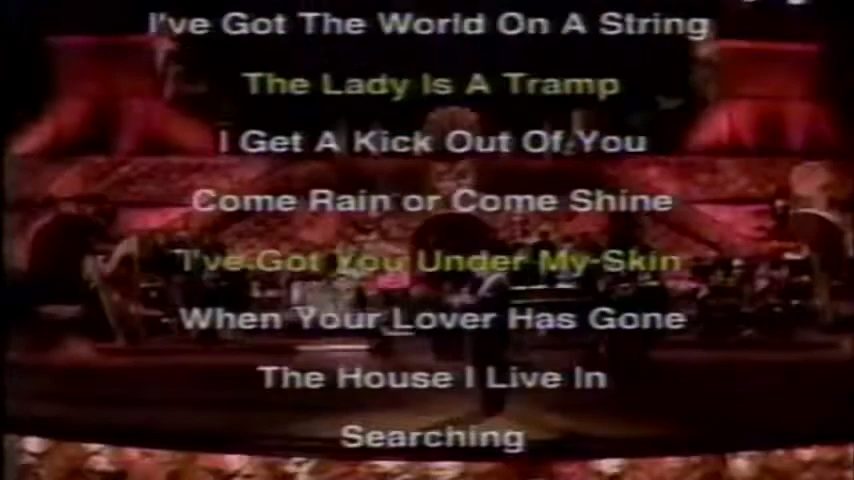 I've Got The World On A String
The Lady Is A Tramp
I Get A Kick Out Of You
Come Rain or Come Shine
I've Got You Under My Skin
When Your Lover Has Gone
The House I Live In
Searching